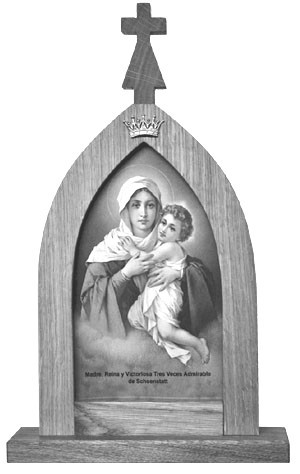 Madre, Reina y Victoriosa Tres Veces Admirable
de Schoenstatt